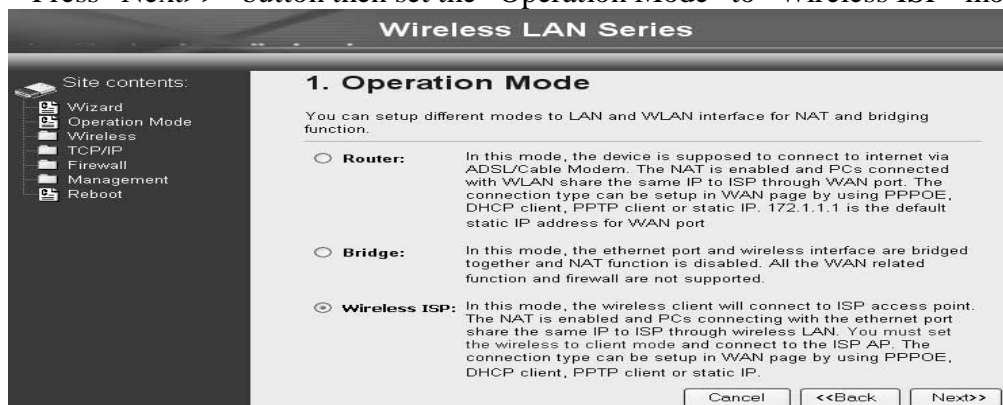 Press "Next>>" button then set the "Operation Mode" to "Wireless ISP"
Wireless LAN Series
Site contents:
Wizard
Operation Mode
Wireless
TCP/IP
Firewall
Management
Reboot
1. Operation Mode
You can setup different modes to LAN and WLAN interface for NAT and bridging
function.
Router: In this mode, the device is supposed to connect to internet via
ADSL/Cable Modem. The NAT is enabled and PCs connected
with WLAN share the same IP to ISP through WAN port. The
connection type can be setup in WAN page by using PPPOE,
DHCP client, PPTP client or static IP. 172.1.1.1 is the default
static IP address for WAN port
Bridge: In this mode, the ethernet port and wireless interface are bridged
together and NAT function is disabled. All the WAN related
function and firewall are not supported.
Wireless ISP: In this mode, the wireless client will connect to ISP access point.
The NAT is enabled and PCs connecting with the ethernet port
share the same IP to ISP through wireless LAN. You must set
the wireless to client mode and connect to the ISP AP. The
connection type can be setup in WAN page by using PPPOE,
DHCP client, PPTP client or static IP.
Cancel <<Back Next>>